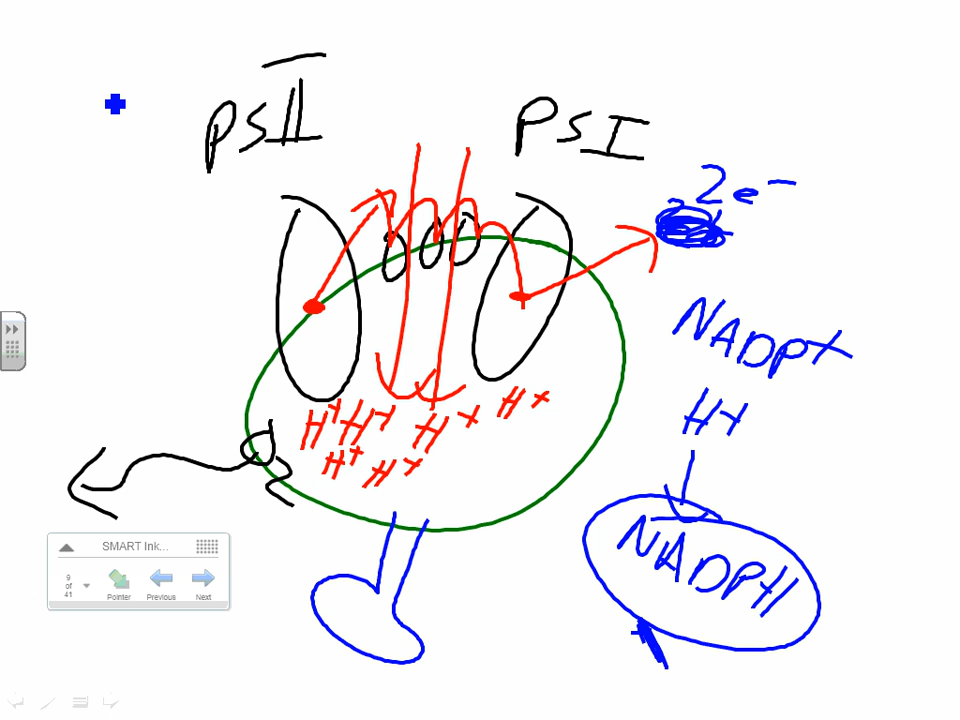 PSII
PSI
2e-
NADP+
H+
H+ H+ H+ H+
H+ H+
NADPH
SMART Ink...
9
of
41
Pointer Previous Next